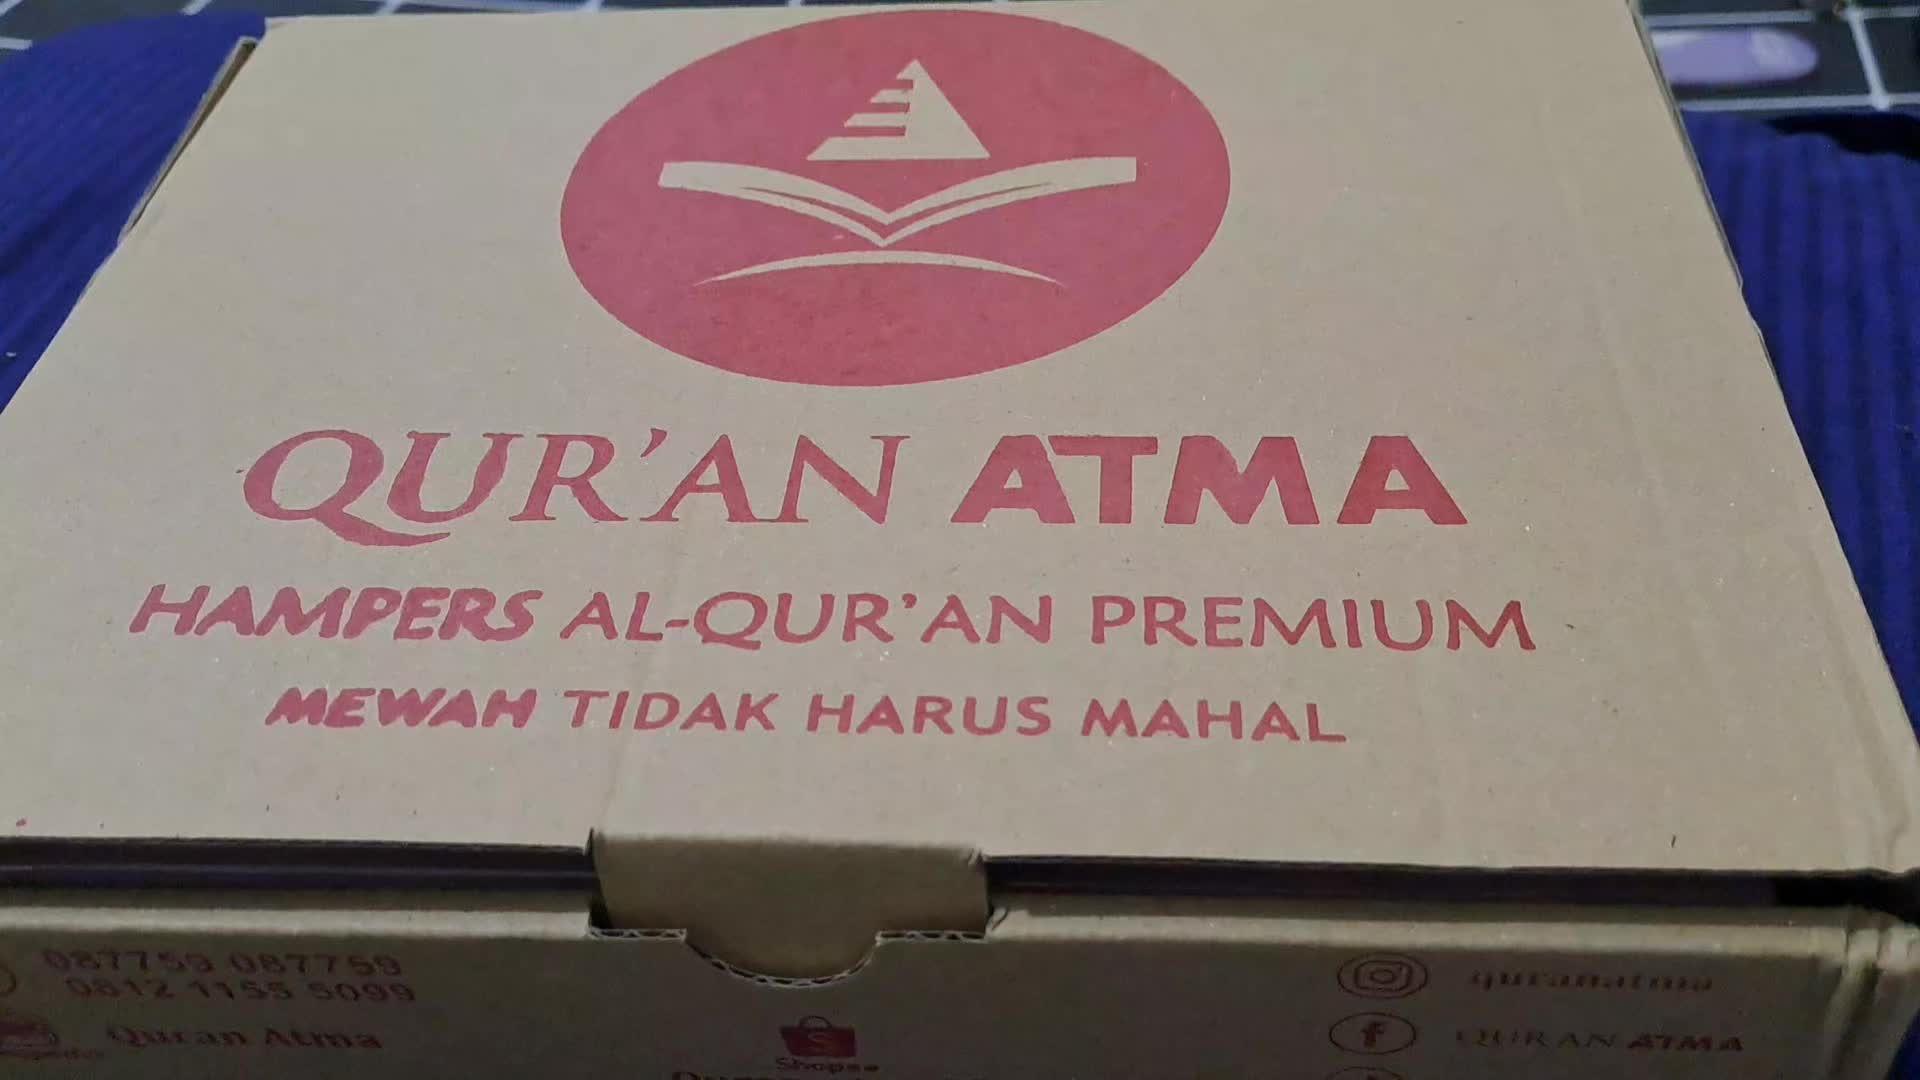 QUR'AN ATMA
HAMPERS AL-QUR'AN PREMIUM
MEWAH TIDAK HARUS MAHAL
087759 087759
0812 1155 5099
Quran Atma
Shopee
quranatma
QURAN ATMA